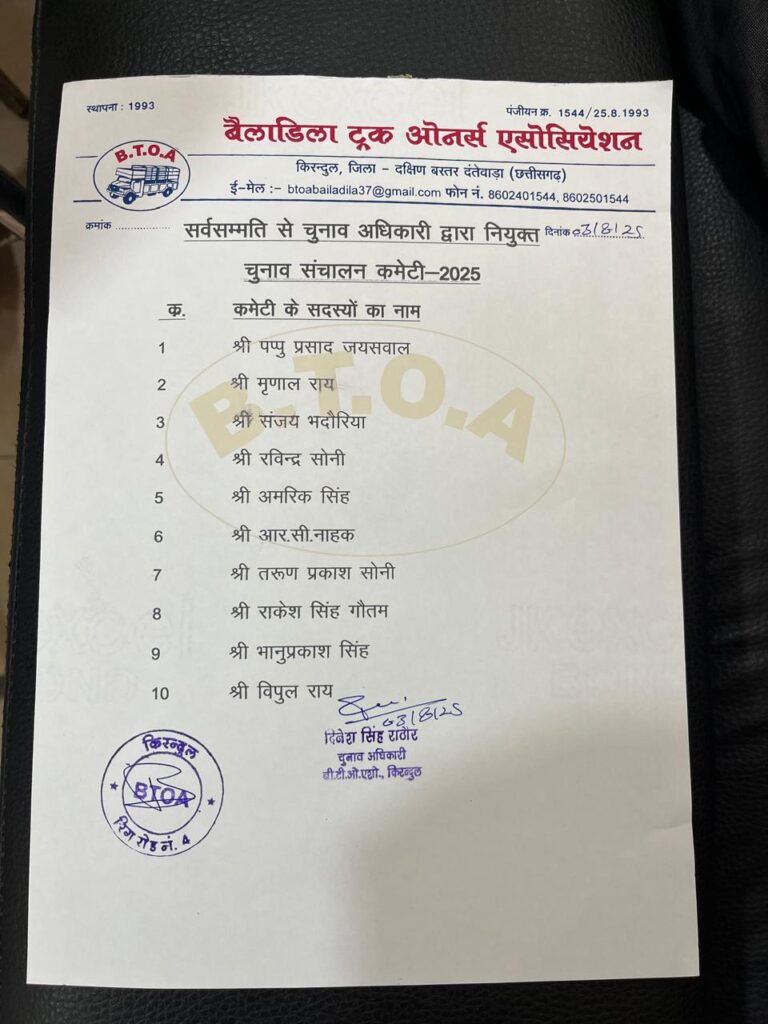 स्थापना : 1993
पंजीयन क्र. 1544/25.8.1993
B.T.O.A
बैलाडिला ट्रक ओनर्स एसोसियेशन
किरन्दुल, जिला - दक्षिण बस्तर दंतेवाड़ा (छत्तीसगढ़)
ई-मेल :- btoabailadila37@gmail.com फोन नं. 8602401544, 8602501544
क्रमांक ................
दिनांक 03/8/25
सर्वसम्मति से चुनाव अधिकारी द्वारा नियुक्त
चुनाव संचालन कमेटी–2025
क्र. कमेटी के सदस्यों का नाम
1 श्री पप्पु प्रसाद जयसवाल
2 श्री मृणाल राय
3 श्री संजय भदौरिया
4 श्री रविन्द्र सोनी
5 श्री अमरिक सिंह
6 श्री आर.सी.नाहक
7 श्री तरूण प्रकाश सोनी
8 श्री राकेश सिंह गौतम
9 श्री भानुप्रकाश सिंह
10 श्री विपुल राय
B.T.O.A
03/8/25
दिनेश सिंह राठौर
चुनाव अधिकारी
बी.टी.ओ.एशो., किरन्दुल
किरन्दुल
BTOA
रिंग रोड नं. 4